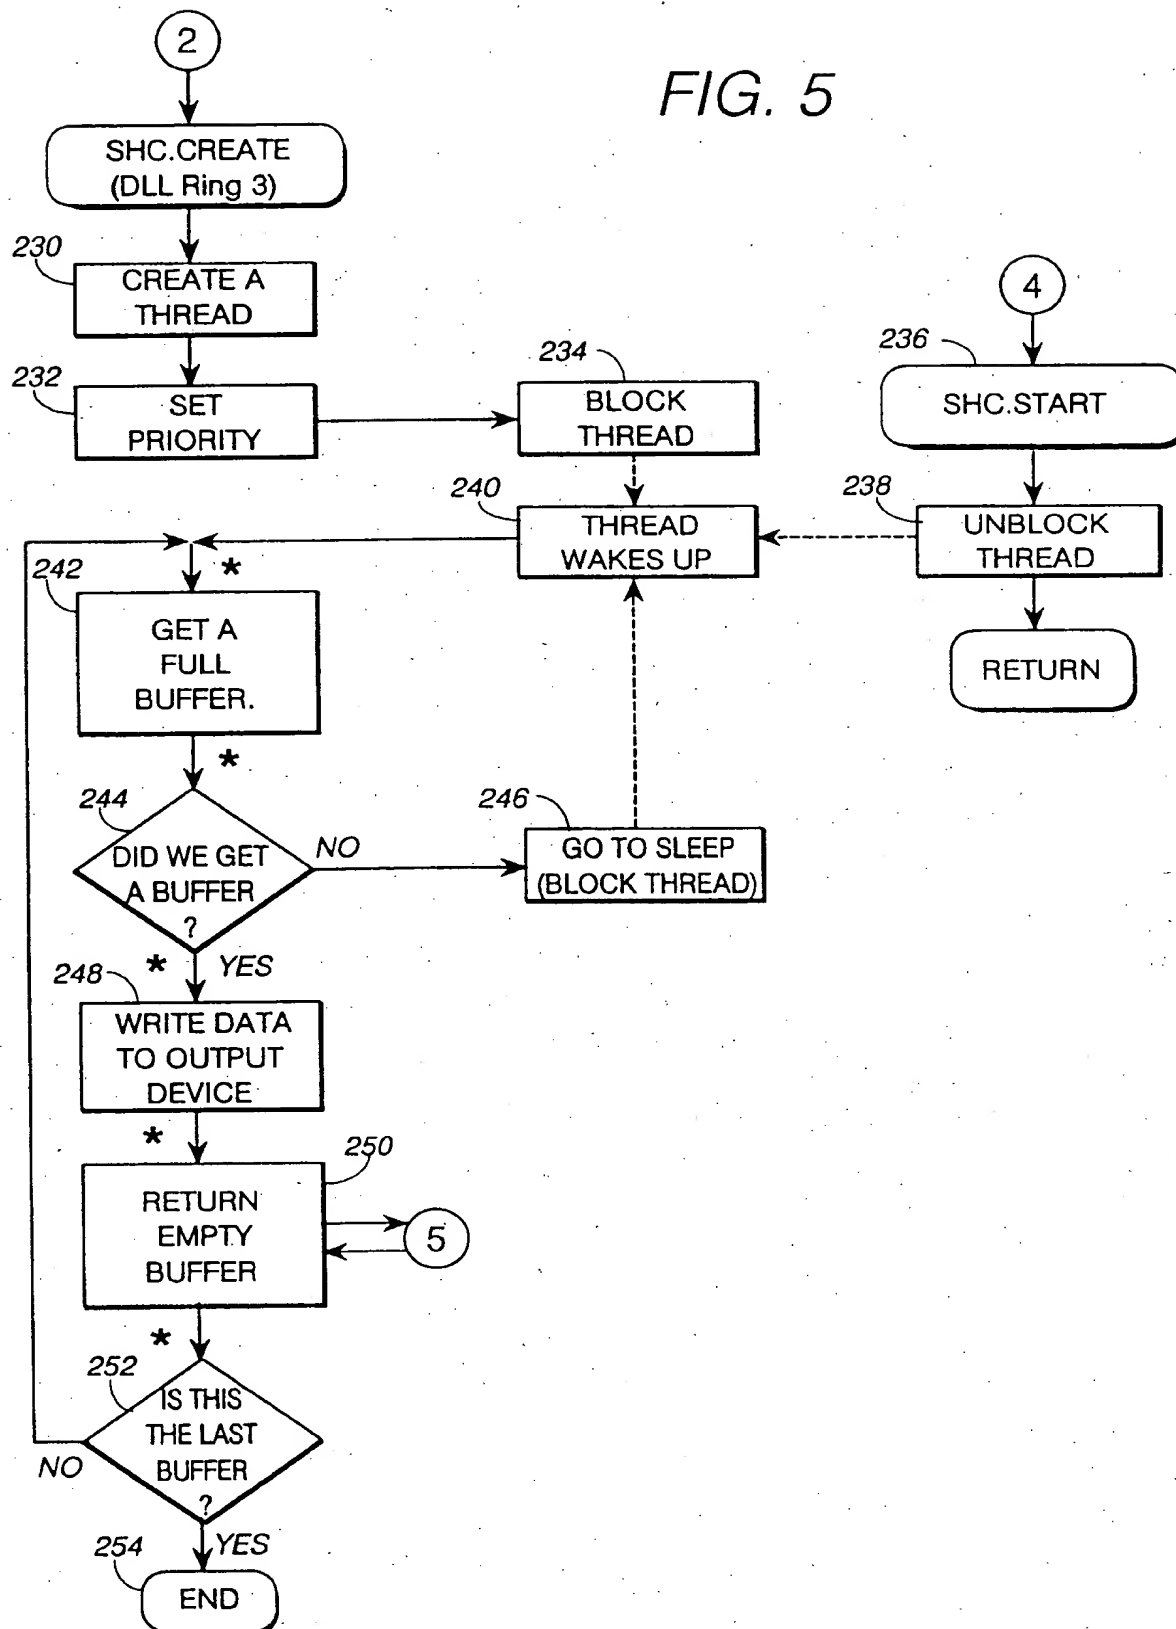 2
FIG. 5
SHC.CREATE
(DLL Ring 3)
230
CREATE A
THREAD
4
232
SET
PRIORITY
234
BLOCK
THREAD
236
SHC.START
240
THREAD
WAKES UP
238
UNBLOCK
THREAD
RETURN
*
242
GET A
FULL
BUFFER.
*
244
DID WE GET
A BUFFER
?
NO
246
GO TO SLEEP
(BLOCK THREAD)
* YES
248
WRITE DATA
TO OUTPUT
DEVICE
*
250
RETURN
EMPTY
BUFFER
5
*
252
IS THIS
THE LAST
BUFFER
?
NO
YES
254
END